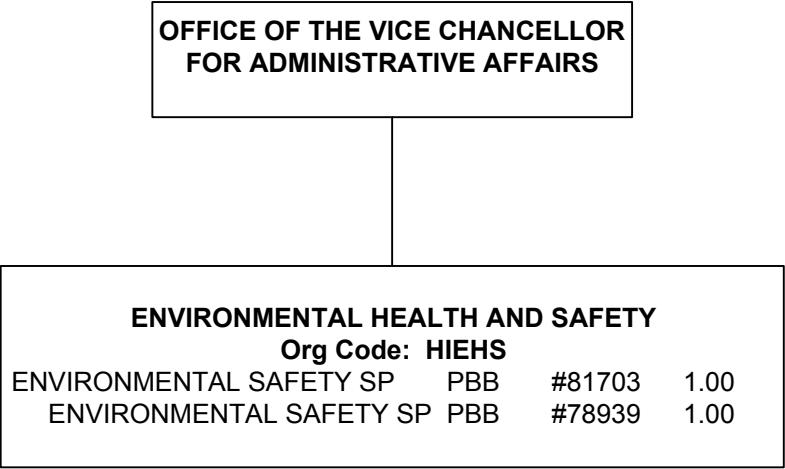 OFFICE OF THE VICE CHANCELLOR
FOR ADMINISTRATIVE AFFAIRS
ENVIRONMENTAL HEALTH AND SAFETY
Org Code: HIEHS
ENVIRONMENTAL SAFETY SP PBB #81703 1.00
ENVIRONMENTAL SAFETY SP PBB #78939 1.00